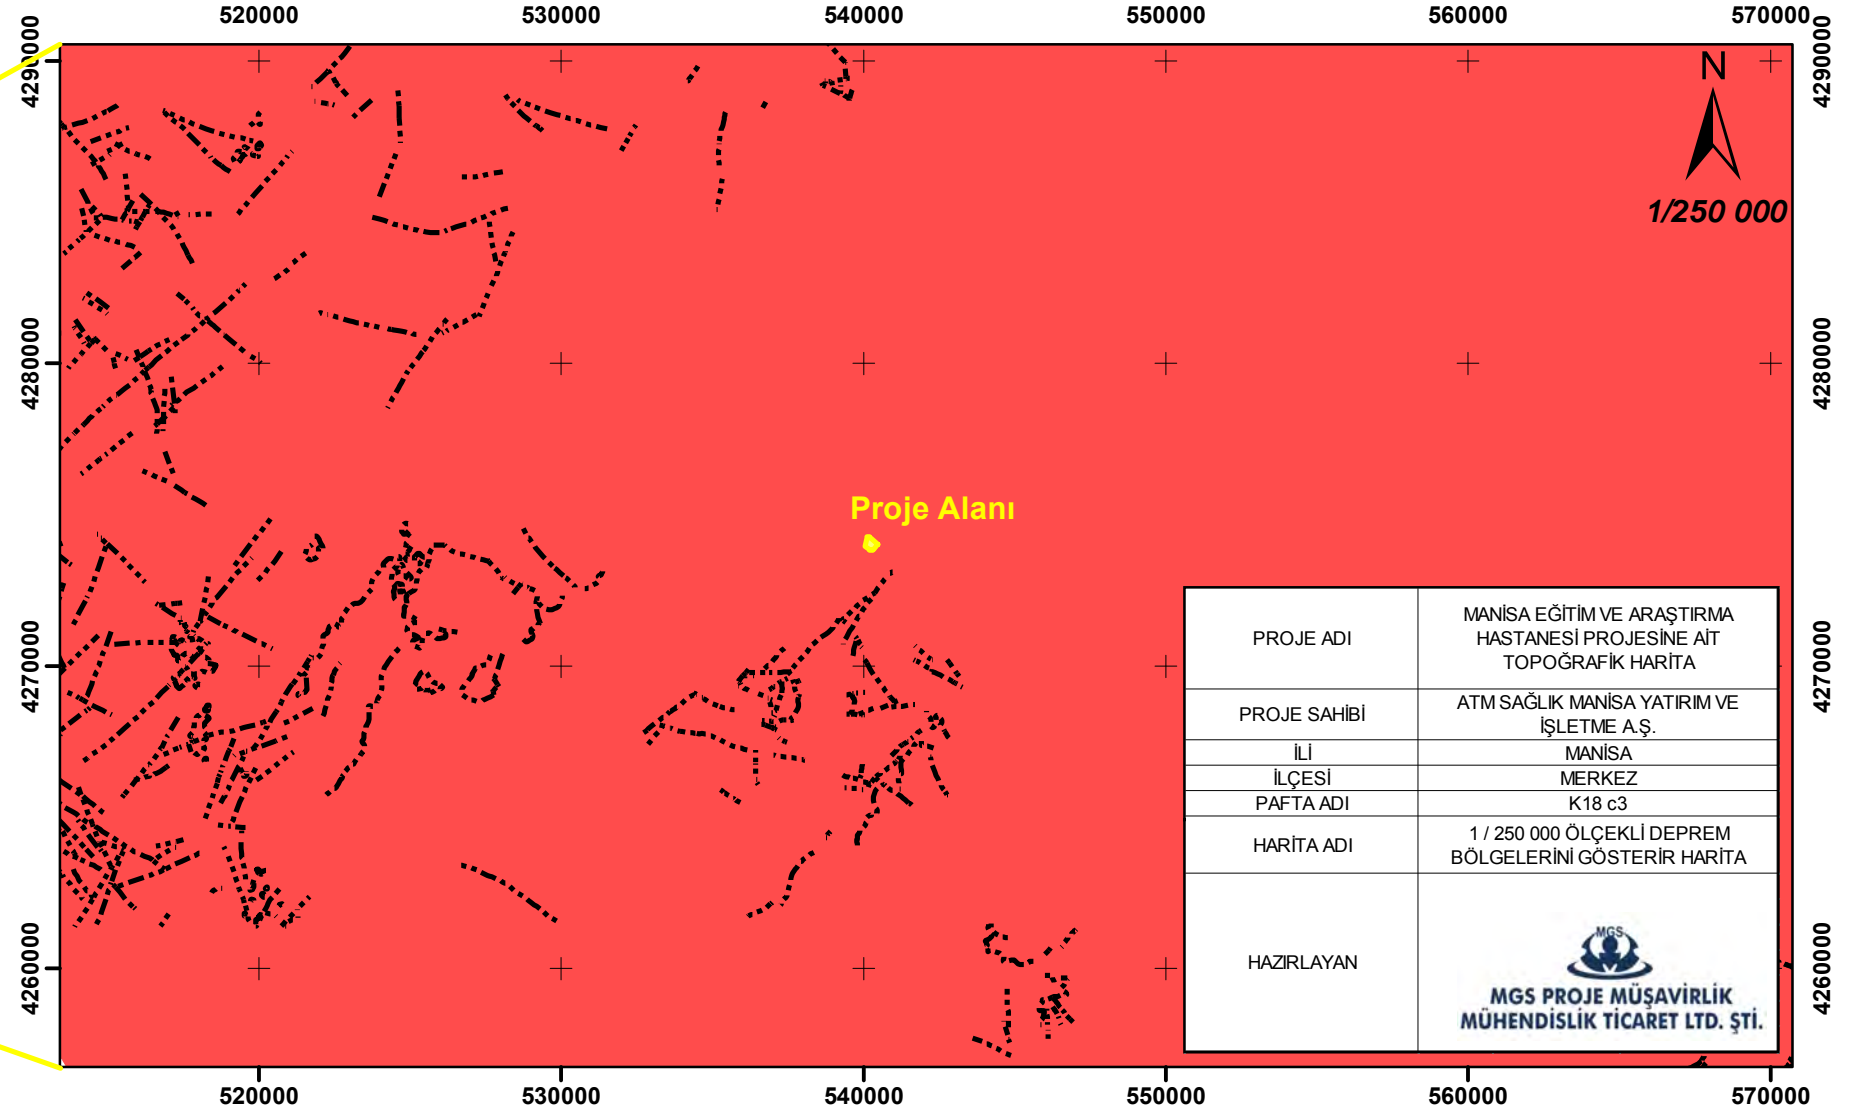 520000 530000 540000 550000 560000 570000
4290000 4290000
N
1/250 000
4280000 4280000
Proje Alanı
PROJE ADI
MANİSA EĞİTİM VE ARAŞTIRMA
HASTANESİ PROJESİNE AİT
TOPOĞRAFİK HARİTA
4270000 4270000
PROJE SAHİBİ
ATM SAĞLIK MANİSA YATIRIM VE
İŞLETME A.Ş.
İLİ MANİSA
İLÇESİ MERKEZ
PAFTA ADI K18 c3
HARİTA ADI
1 / 250 000 ÖLÇEKLİ DEPREM
BÖLGELERİNİ GÖSTERİR HARİTA
4260000 4260000
HAZIRLAYAN
MGS
MGS PROJE MÜŞAVİRLİK
MÜHENDİSLİK TİCARET LTD. ŞTİ.
520000 530000 540000 550000 560000 570000